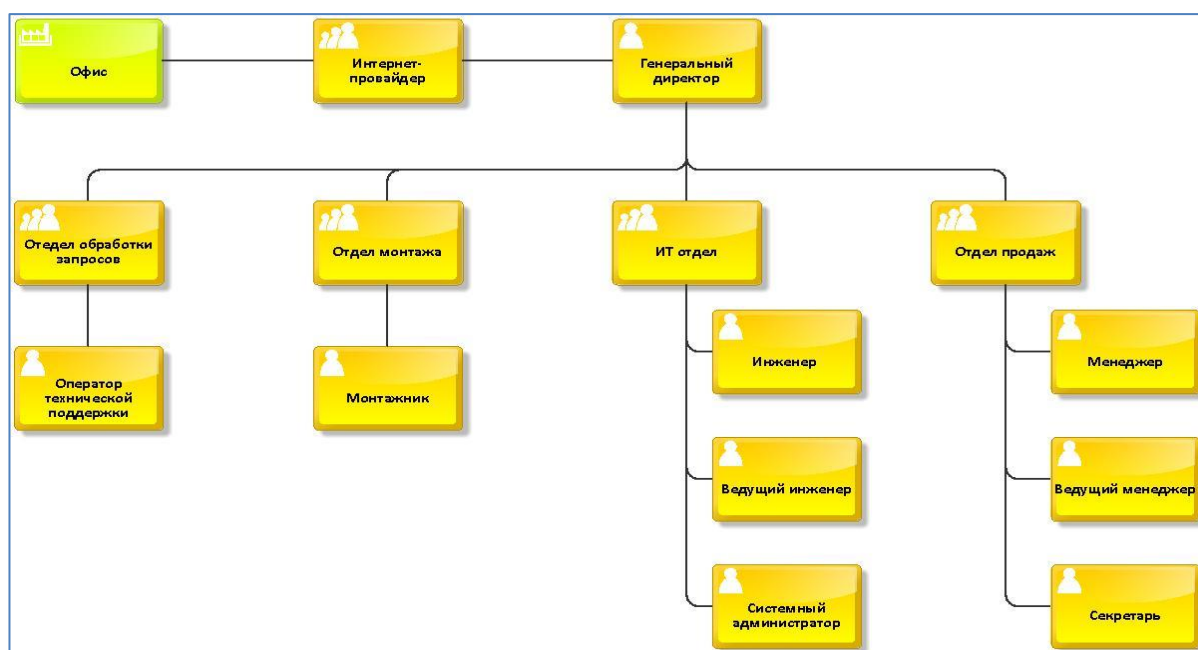 Офис
Интернет-
провайдер
Генеральный
директор
Отедел обработки
запросов
Отдел монтажа
ИТ отдел
Отдел продаж
Оператор
технической
поддержки
Монтажник
Инженер
Менеджер
Ведущий инженер
Ведущий менеджер
Системный
администратор
Секретарь